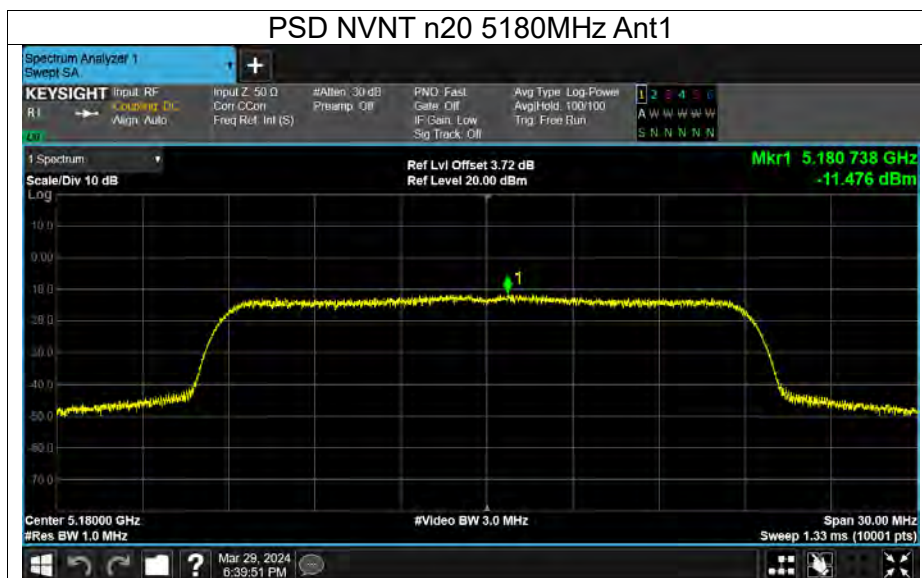 PSD NVNT n20 5180MHz Ant1
Spectrum Analyzer 1
Swept SA
+
KEYSIGHT Input: RF Input Z: 50 Ω #Atten: 30 dB PNO: Fast Avg Type: Log-Power 1 2 3 4 5 6
Coupling: DC Corr CCorr Preamp: Off Gate: Off Avg|Hold: 100/100 A W W W W W
Align: Auto Freq Ref: Int (S) IF Gain: Low Trig: Free Run
Sig Track: Off S N N N N N
1 Spectrum Ref Lvl Offset 3.72 dB Mkr1 5.180 738 GHz
Scale/Div 10 dB Ref Level 20.00 dBm -11.476 dBm
Log
10.0
0.00
1
-10.0
-20.0
-30.0
-40.0
-50.0
-60.0
-70.0
Center 5.18000 GHz #Video BW 3.0 MHz Span 30.00 MHz
#Res BW 1.0 MHz Sweep 1.33 ms (10001 pts)
? Mar 29, 2024
6:39:51 PM